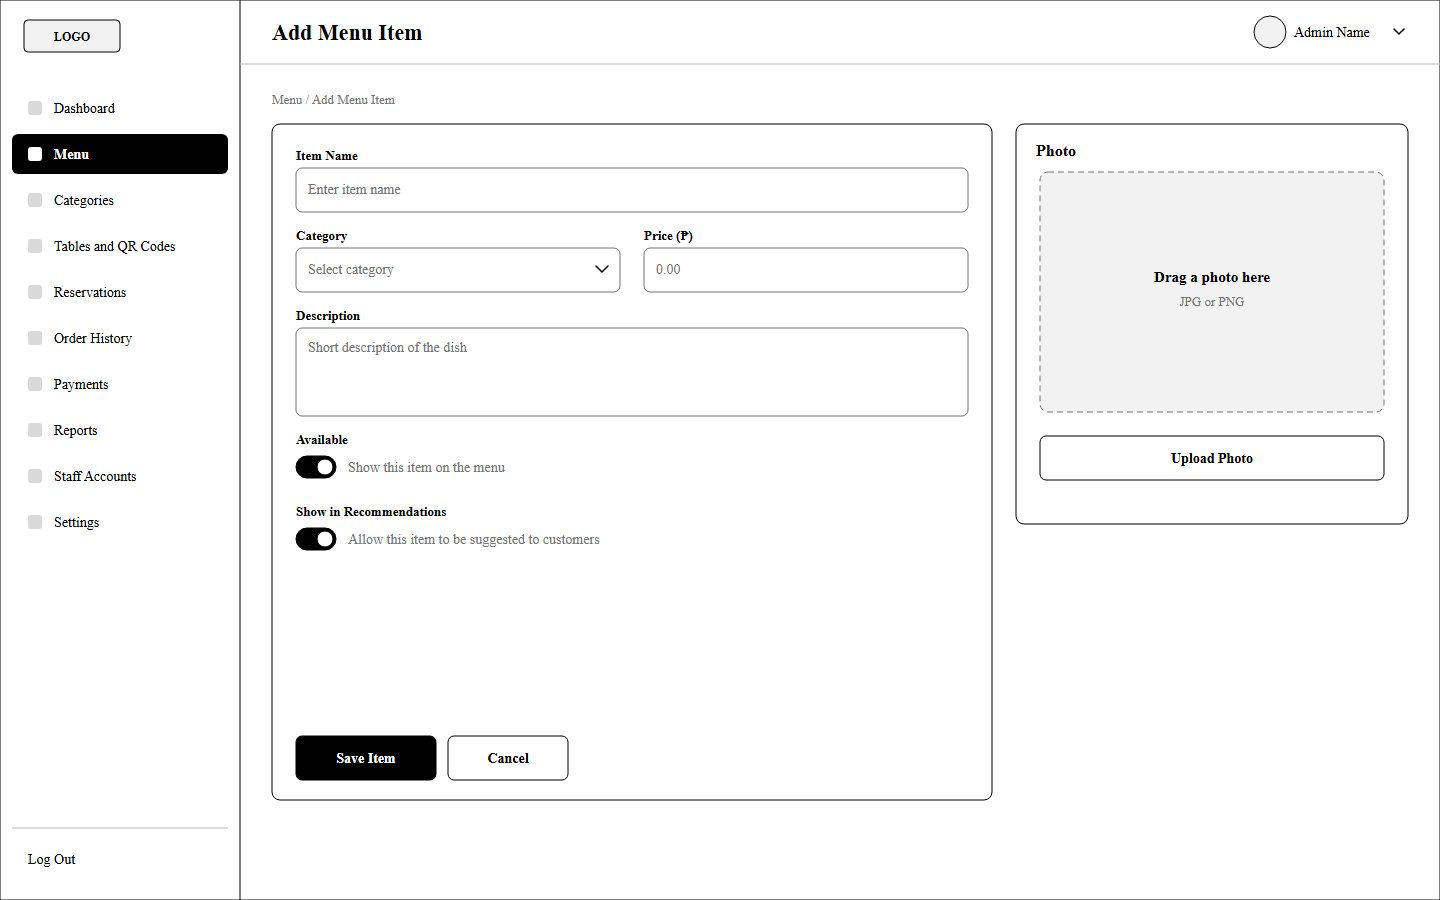 LOGO
Dashboard
Menu
Categories
Tables and QR Codes
Reservations
Order History
Payments
Reports
Staff Accounts
Settings
Log Out
Add Menu Item
Admin Name
Menu / Add Menu Item
Item Name
Enter item name
Category
Select category
Price (₱)
0.00
Description
Short description of the dish
Available
Show this item on the menu
Show in Recommendations
Allow this item to be suggested to customers
Save Item
Cancel
Photo
Drag a photo here
JPG or PNG
Upload Photo